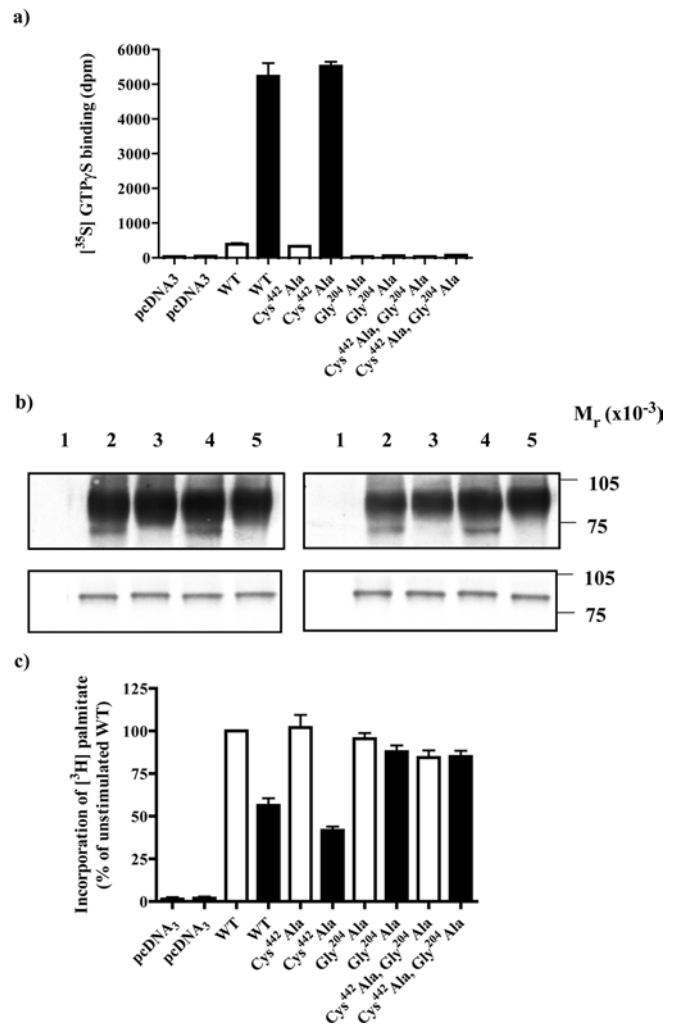 a)
[³⁵S] GTPγS binding (dpm)
6000
5000
4000
3000
2000
1000
0
pcDNA3
pcDNA3
WT
WT
Cys⁴⁴² Ala
Cys⁴⁴² Ala
Gly²⁰⁴ Ala
Gly²⁰⁴ Ala
Cys⁴⁴² Ala, Gly²⁰⁴ Ala
Cys⁴⁴² Ala, Gly²⁰⁴ Ala
b)
Mᵣ (x10⁻³)
1 2 3 4 5 1 2 3 4 5
105
75
105
75
c)
Incorporation of [³H] palmitate
(% of unstimulated WT)
125
100
75
50
25
0
pcDNA₃
pcDNA₃
WT
WT
Cys⁴⁴² Ala
Cys⁴⁴² Ala
Gly²⁰⁴ Ala
Gly²⁰⁴ Ala
Cys⁴⁴² Ala, Gly²⁰⁴ Ala
Cys⁴⁴² Ala, Gly²⁰⁴ Ala